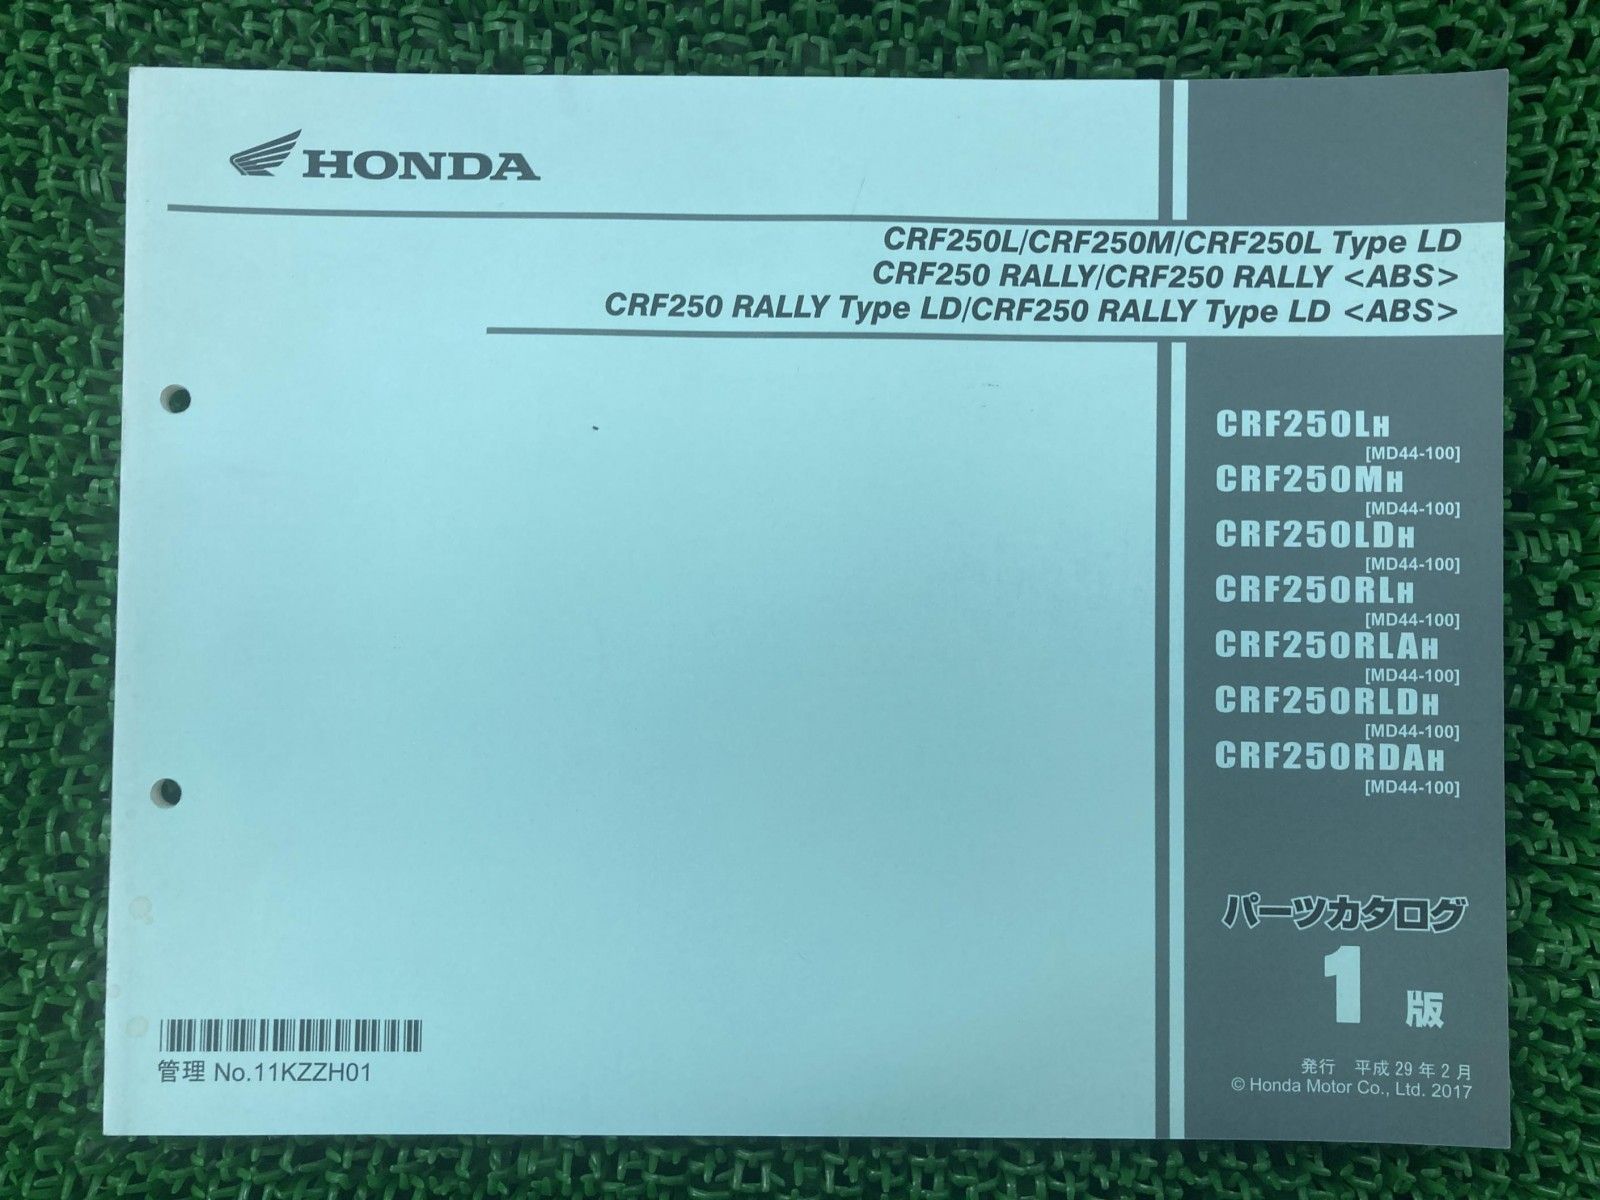 HONDA
CRF250L/CRF250M/CRF250L Type LD
CRF250 RALLY/CRF250 RALLY <ABS>
CRF250 RALLY Type LD/CRF250 RALLY Type LD <ABS>
CRF250LH
[MD44-100]
CRF250MH
[MD44-100]
CRF250LDH
[MD44-100]
CRF250RLH
[MD44-100]
CRF250RLAH
[MD44-100]
CRF250RLDH
[MD44-100]
CRF250RDAH
[MD44-100]
パーツカタログ
1 版
発行 平成 29 年 2 月
© Honda Motor Co., Ltd. 2017
管理 No.11KZZH01